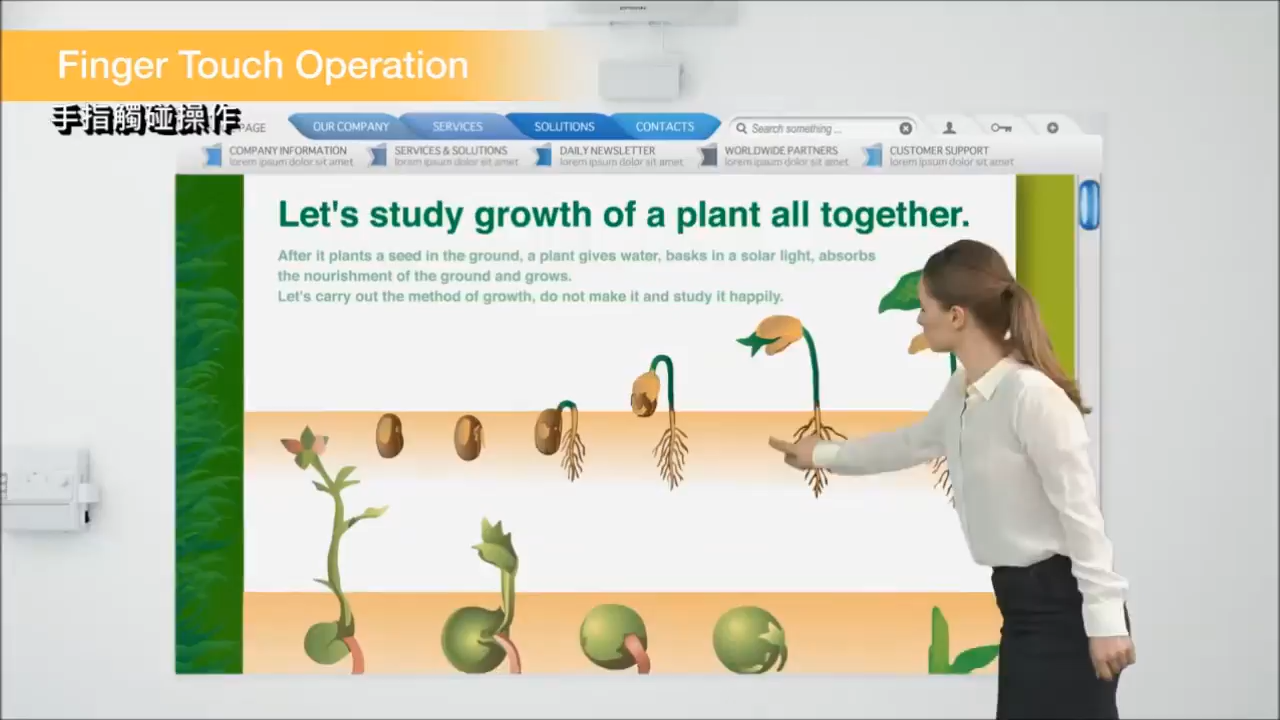 EPSON
Finger Touch Operation
手指觸碰操作
PAGE
OUR COMPANY
SERVICES
SOLUTIONS
CONTACTS
Search something ...
COMPANY INFORMATION
lorem ipsum dolor sit amet
SERVICES & SOLUTIONS
lorem ipsum dolor sit amet
DAILY NEWSLETTER
lorem ipsum dolor sit amet
WORLDWIDE PARTNERS
lorem ipsum dolor sit amet
CUSTOMER SUPPORT
lorem ipsum dolor sit amet
Let's study growth of a plant all together.
After it plants a seed in the ground, a plant gives water, basks in a solar light, absorbs
the nourishment of the ground and grows.
Let's carry out the method of growth, do not make it and study it happily.